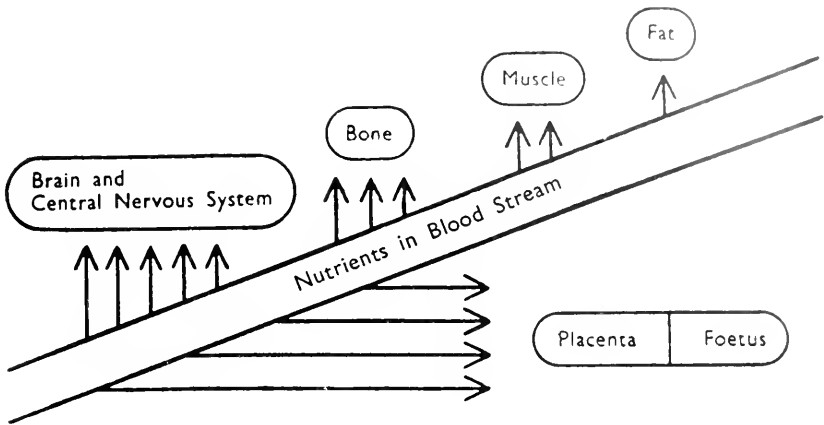 Fat
Muscle
Bone
Brain and
Central Nervous System
Nutrients in Blood Stream
Placenta
Foetus